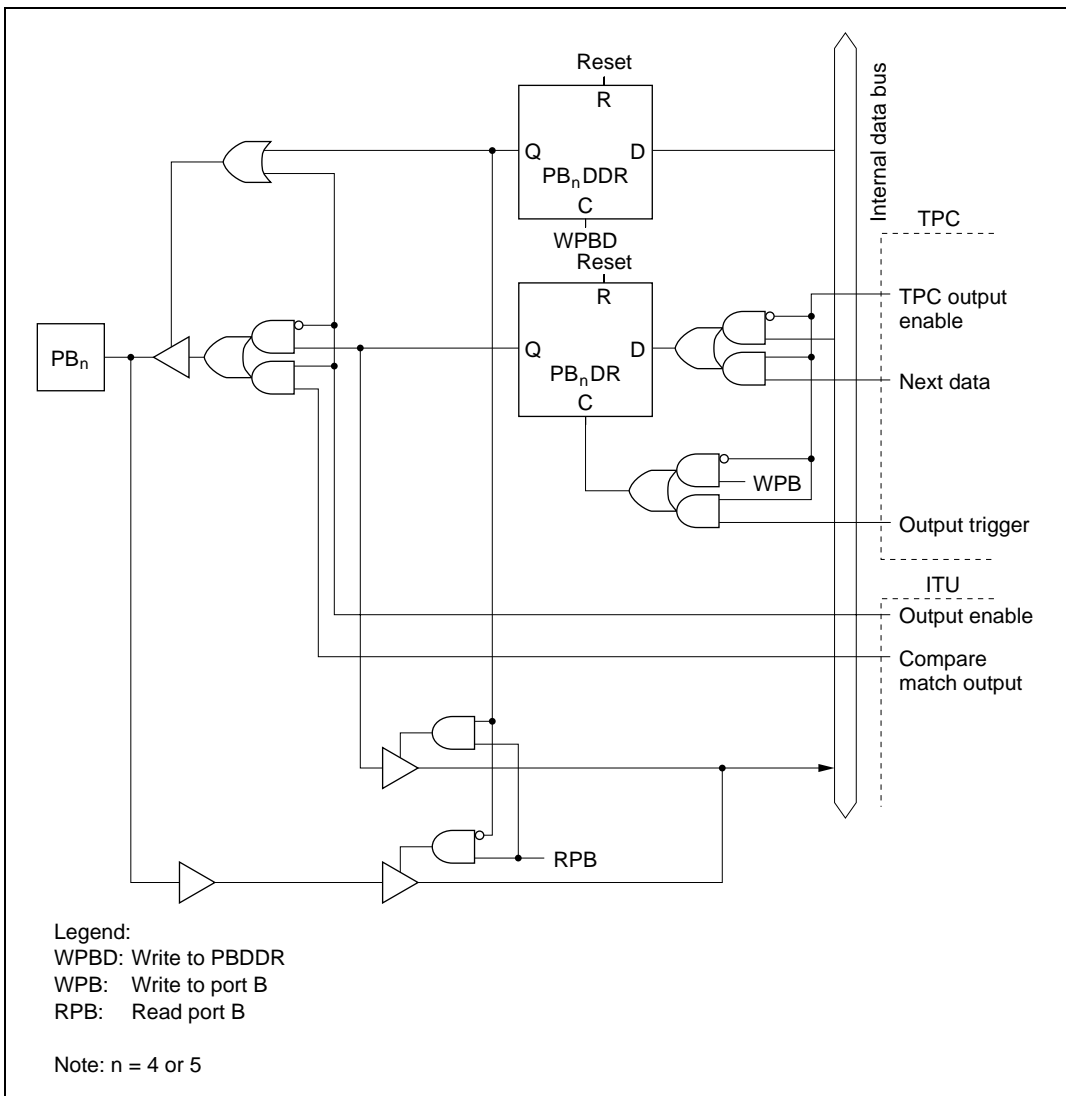 Reset
R
Q
D
PBnDDR
C
WPBD
Internal data bus
TPC
Reset
R
TPC output
enable
PBn
Q
D
PBnDR
C
Next data
WPB
Output trigger
ITU
Output enable
Compare
match output
RPB
Legend:
WPBD: Write to PBDDR
WPB: Write to port B
RPB: Read port B
Note: n = 4 or 5